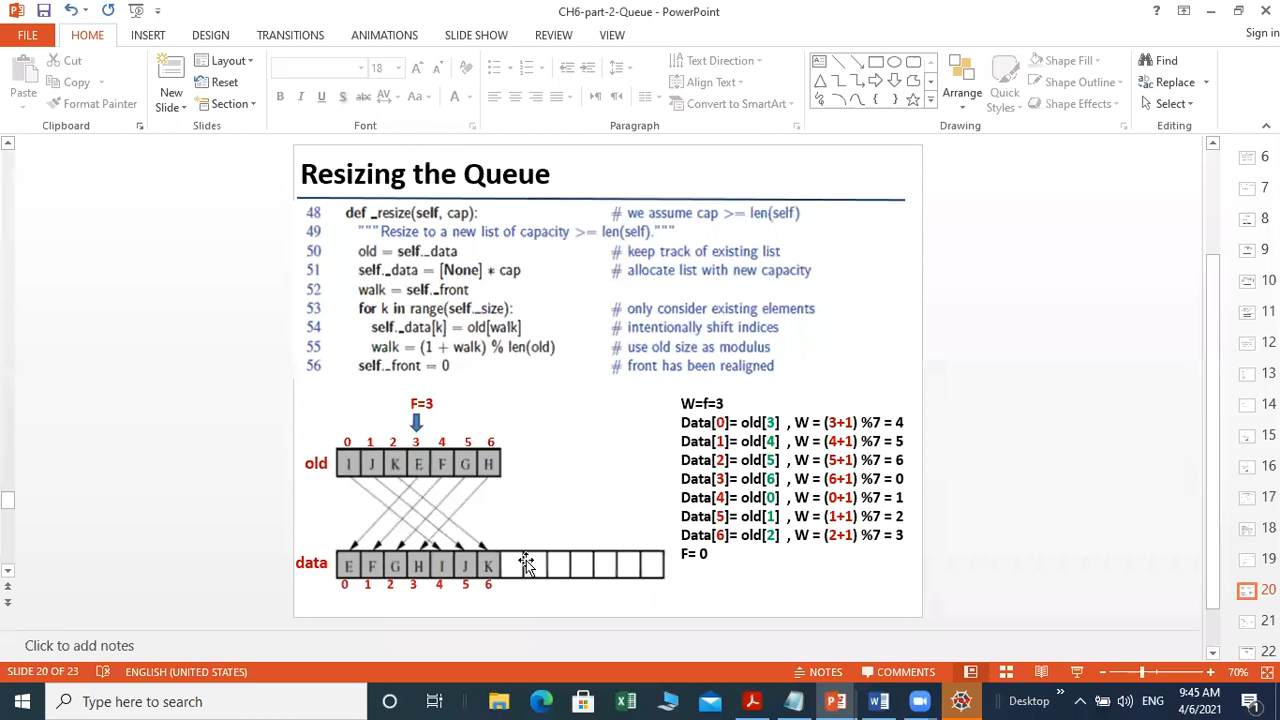 CH6-part-2-Queue - PowerPoint
Sign in
FILE HOME INSERT DESIGN TRANSITIONS ANIMATIONS SLIDE SHOW REVIEW VIEW
Paste
Cut
Copy
Format Painter
Clipboard
New Slide
Layout
Reset
Section
Slides
18
B I U S abc AV Aa A
Font
Text Direction
Align Text
Convert to SmartArt
Paragraph
Arrange
Quick Styles
Shape Fill
Shape Outline
Shape Effects
Drawing
Find
Replace
Select
Editing
Resizing the Queue
48 def _resize(self, cap): # we assume cap >= len(self)
49 """Resize to a new list of capacity >= len(self)."""
50 old = self._data # keep track of existing list
51 self._data = [None] * cap # allocate list with new capacity
52 walk = self._front
53 for k in range(self._size): # only consider existing elements
54 self._data[k] = old[walk] # intentionally shift indices
55 walk = (1 + walk) % len(old) # use old size as modulus
56 self._front = 0 # front has been realigned
F=3
0 1 2 3 4 5 6
old I J K E F G H
data E F G H I J K
0 1 2 3 4 5 6
W=f=3
Data[0]= old[3] , W = (3+1) %7 = 4
Data[1]= old[4] , W = (4+1) %7 = 5
Data[2]= old[5] , W = (5+1) %7 = 6
Data[3]= old[6] , W = (6+1) %7 = 0
Data[4]= old[0] , W = (0+1) %7 = 1
Data[5]= old[1] , W = (1+1) %7 = 2
Data[6]= old[2] , W = (2+1) %7 = 3
F= 0
6
7
8
9
10
11
12
13
14
15
16
17
18
19
20
21
22
Click to add notes
SLIDE 20 OF 23 ENGLISH (UNITED STATES) NOTES COMMENTS 70%
Type here to search
Desktop
ENG
9:45 AM
4/6/2021